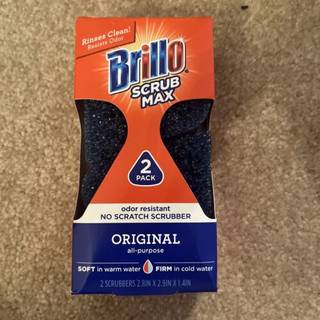 Rinses Clean!
Resists Odor
Brillo
SCRUB
MAX
2
PACK
odor resistant
NO SCRATCH SCRUBBER
ORIGINAL
all-purpose
SOFT in warm water FIRM in cold water
2 SCRUBBERS 2.8IN X 2.9IN X 1.4IN